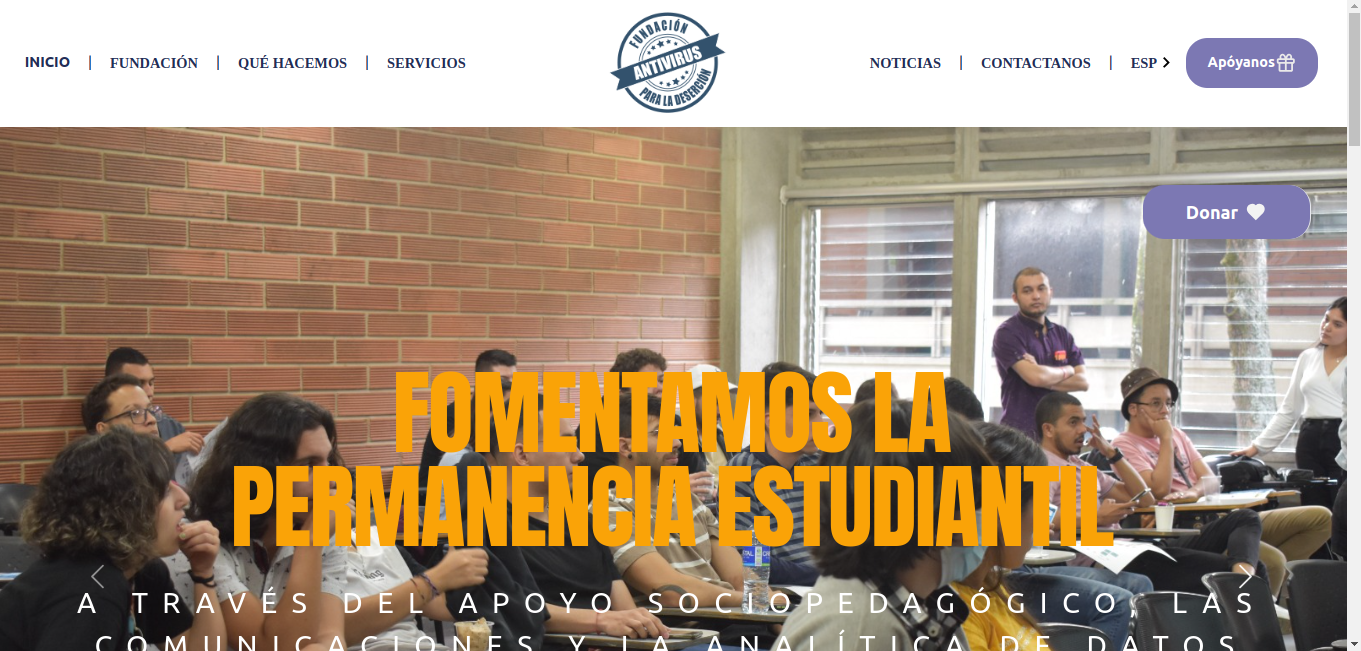 INICIO | FUNDACIÓN | QUÉ HACEMOS | SERVICIOS
FUNDACIÓN
ANTIVIRUS
PARA LA DESERCIÓN
NOTICIAS | CONTACTANOS | ESP
Apóyanos
Donar
FOMENTAMOS LA
PERMANENCIA ESTUDIANTIL
A TRAVÉS DEL APOYO SOCIOPEDAGÓGICO, LAS
COMUNICACIONES Y LA ANALÍTICA DE DATOS